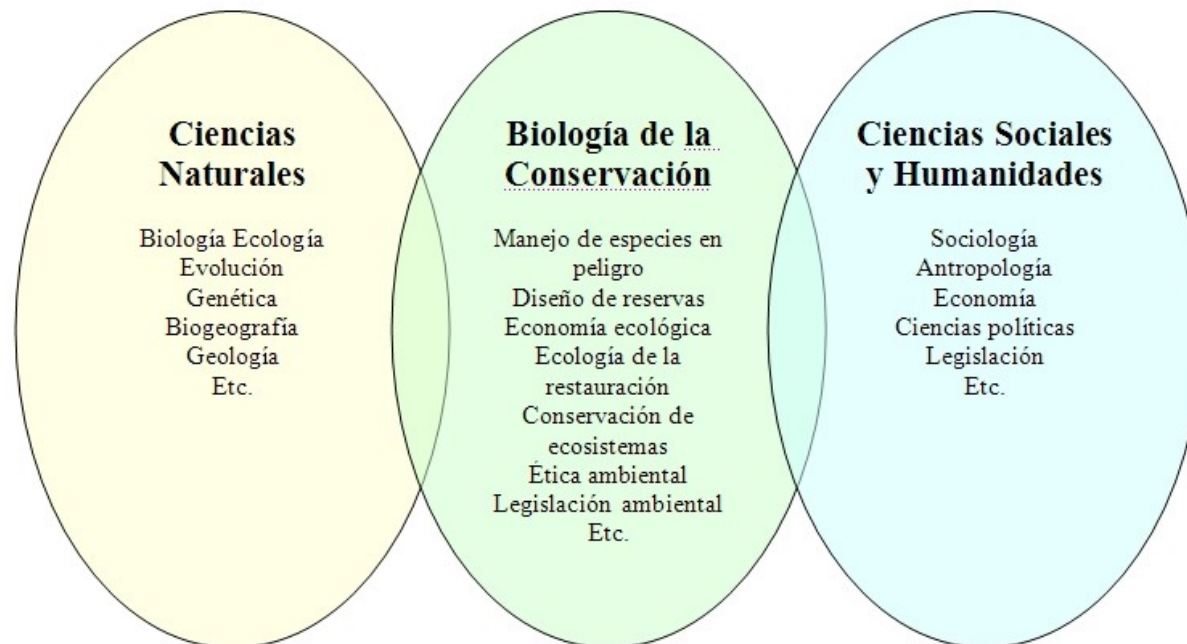 Ciencias
Naturales
Biología Ecología
Evolución
Genética
Biogeografía
Geología
Etc.
Biología de la
Conservación
Manejo de especies en
peligro
Diseño de reservas
Economía ecológica
Ecología de la
restauración
Conservación de
ecosistemas
Ética ambiental
Legislación ambiental
Etc.
Ciencias Sociales
y Humanidades
Sociología
Antropología
Economía
Ciencias políticas
Legislación
Etc.